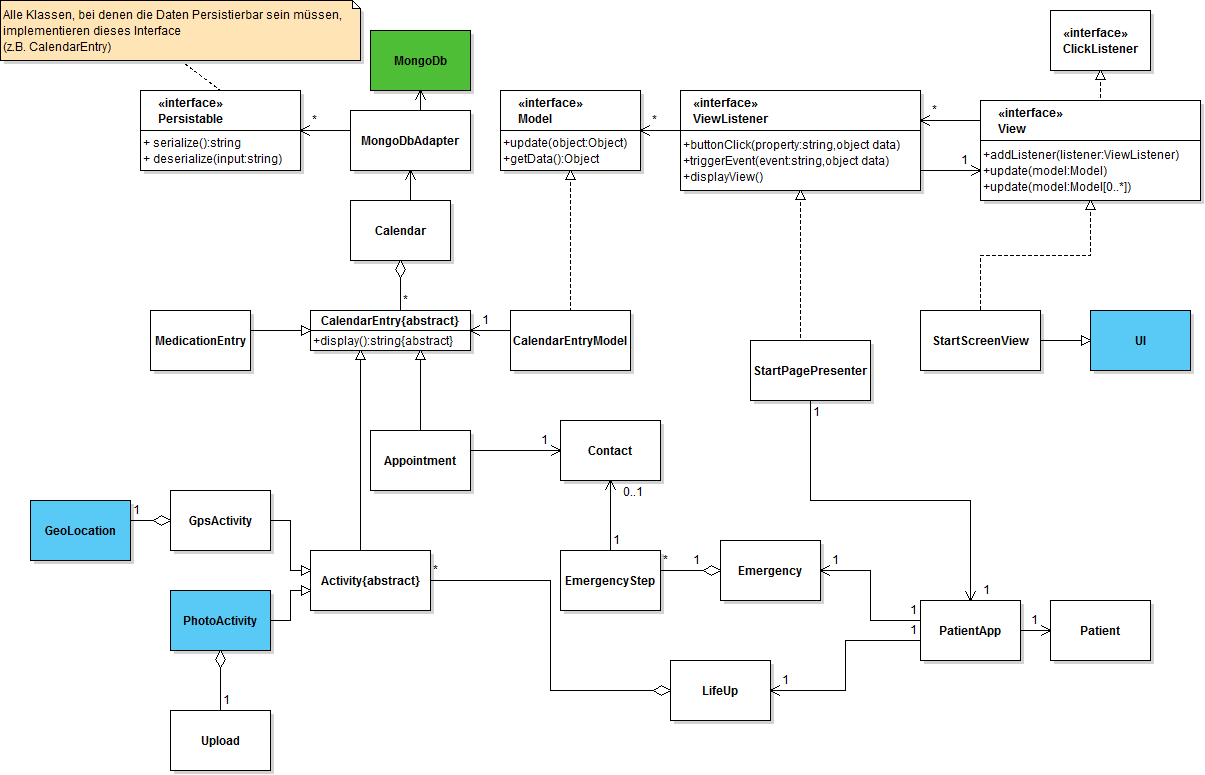 Alle Klassen, bei denen die Daten Persistierbar sein müssen,
implementieren dieses Interface
(z.B. CalendarEntry)
MongoDb
«interface»
ClickListener
«interface»
Persistable
+ serialize():string
+ deserialize(input:string)
*
MongoDbAdapter
«interface»
Model
+update(object:Object)
+getData():Object
*
«interface»
ViewListener
+buttonClick(property:string,object data)
+triggerEvent(event:string,object data)
+displayView()
*
1
«interface»
View
+addListener(listener:ViewListener)
+update(model:Model)
+update(model:Model[0..*])
Calendar
*
MedicationEntry
CalendarEntry{abstract}
+display():string{abstract}
1
CalendarEntryModel
StartPagePresenter
1
StartScreenView
UI
Appointment
1
Contact
0..1
1
GeoLocation
1
GpsActivity
Activity{abstract}
*
EmergencyStep
*
1
Emergency
1
PhotoActivity
1
Upload
LifeUp
1
1
1
1
PatientApp
1
Patient